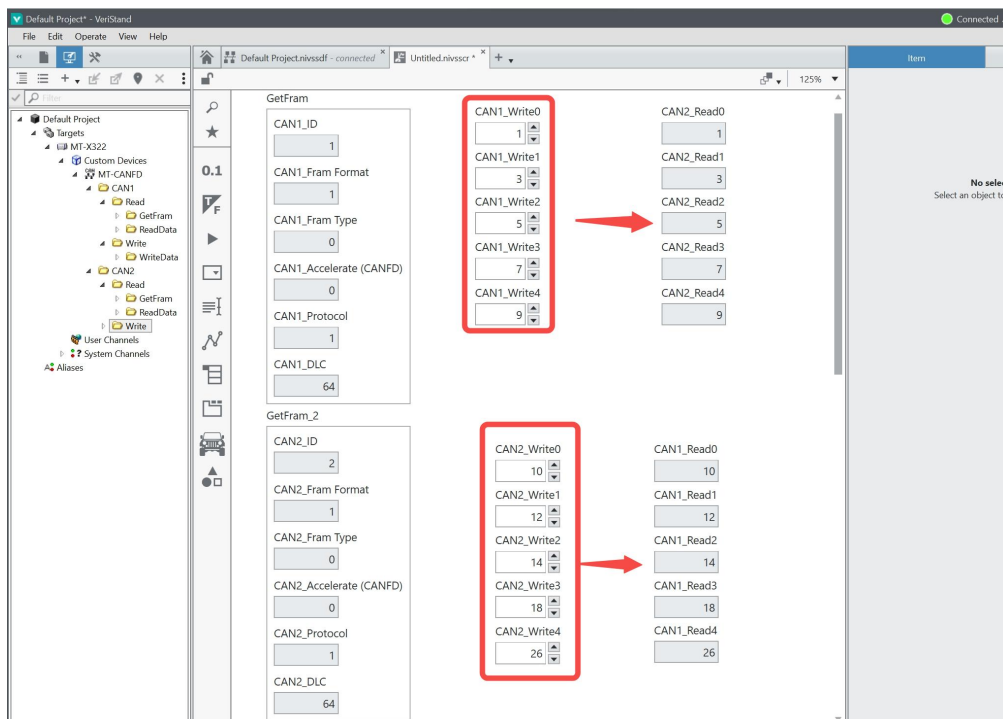 Default Project* - VeriStand
Connected
File Edit Operate View Help
Default Project.nivssdf - connected
Untitled.nivsscr *
Item
125%
Filter
Default Project
Targets
MT-X322
Custom Devices
MT-CANFD
CAN1
Read
GetFram
ReadData
Write
WriteData
CAN2
Read
GetFram
ReadData
Write
User Channels
System Channels
Aliases
0.1
GetFram
CAN1_ID
1
CAN1_Fram Format
1
CAN1_Fram Type
0
CAN1_Accelerate (CANFD)
0
CAN1_Protocol
1
CAN1_DLC
64
CAN1_Write0
1
CAN1_Write1
3
CAN1_Write2
5
CAN1_Write3
7
CAN1_Write4
9
CAN2_Read0
1
CAN2_Read1
3
CAN2_Read2
5
CAN2_Read3
7
CAN2_Read4
9
GetFram_2
CAN2_ID
2
CAN2_Fram Format
1
CAN2_Fram Type
0
CAN2_Accelerate (CANFD)
0
CAN2_Protocol
1
CAN2_DLC
64
CAN2_Write0
10
CAN2_Write1
12
CAN2_Write2
14
CAN2_Write3
18
CAN2_Write4
26
CAN1_Read0
10
CAN1_Read1
12
CAN1_Read2
14
CAN1_Read3
18
CAN1_Read4
26
No sele
Select an object to